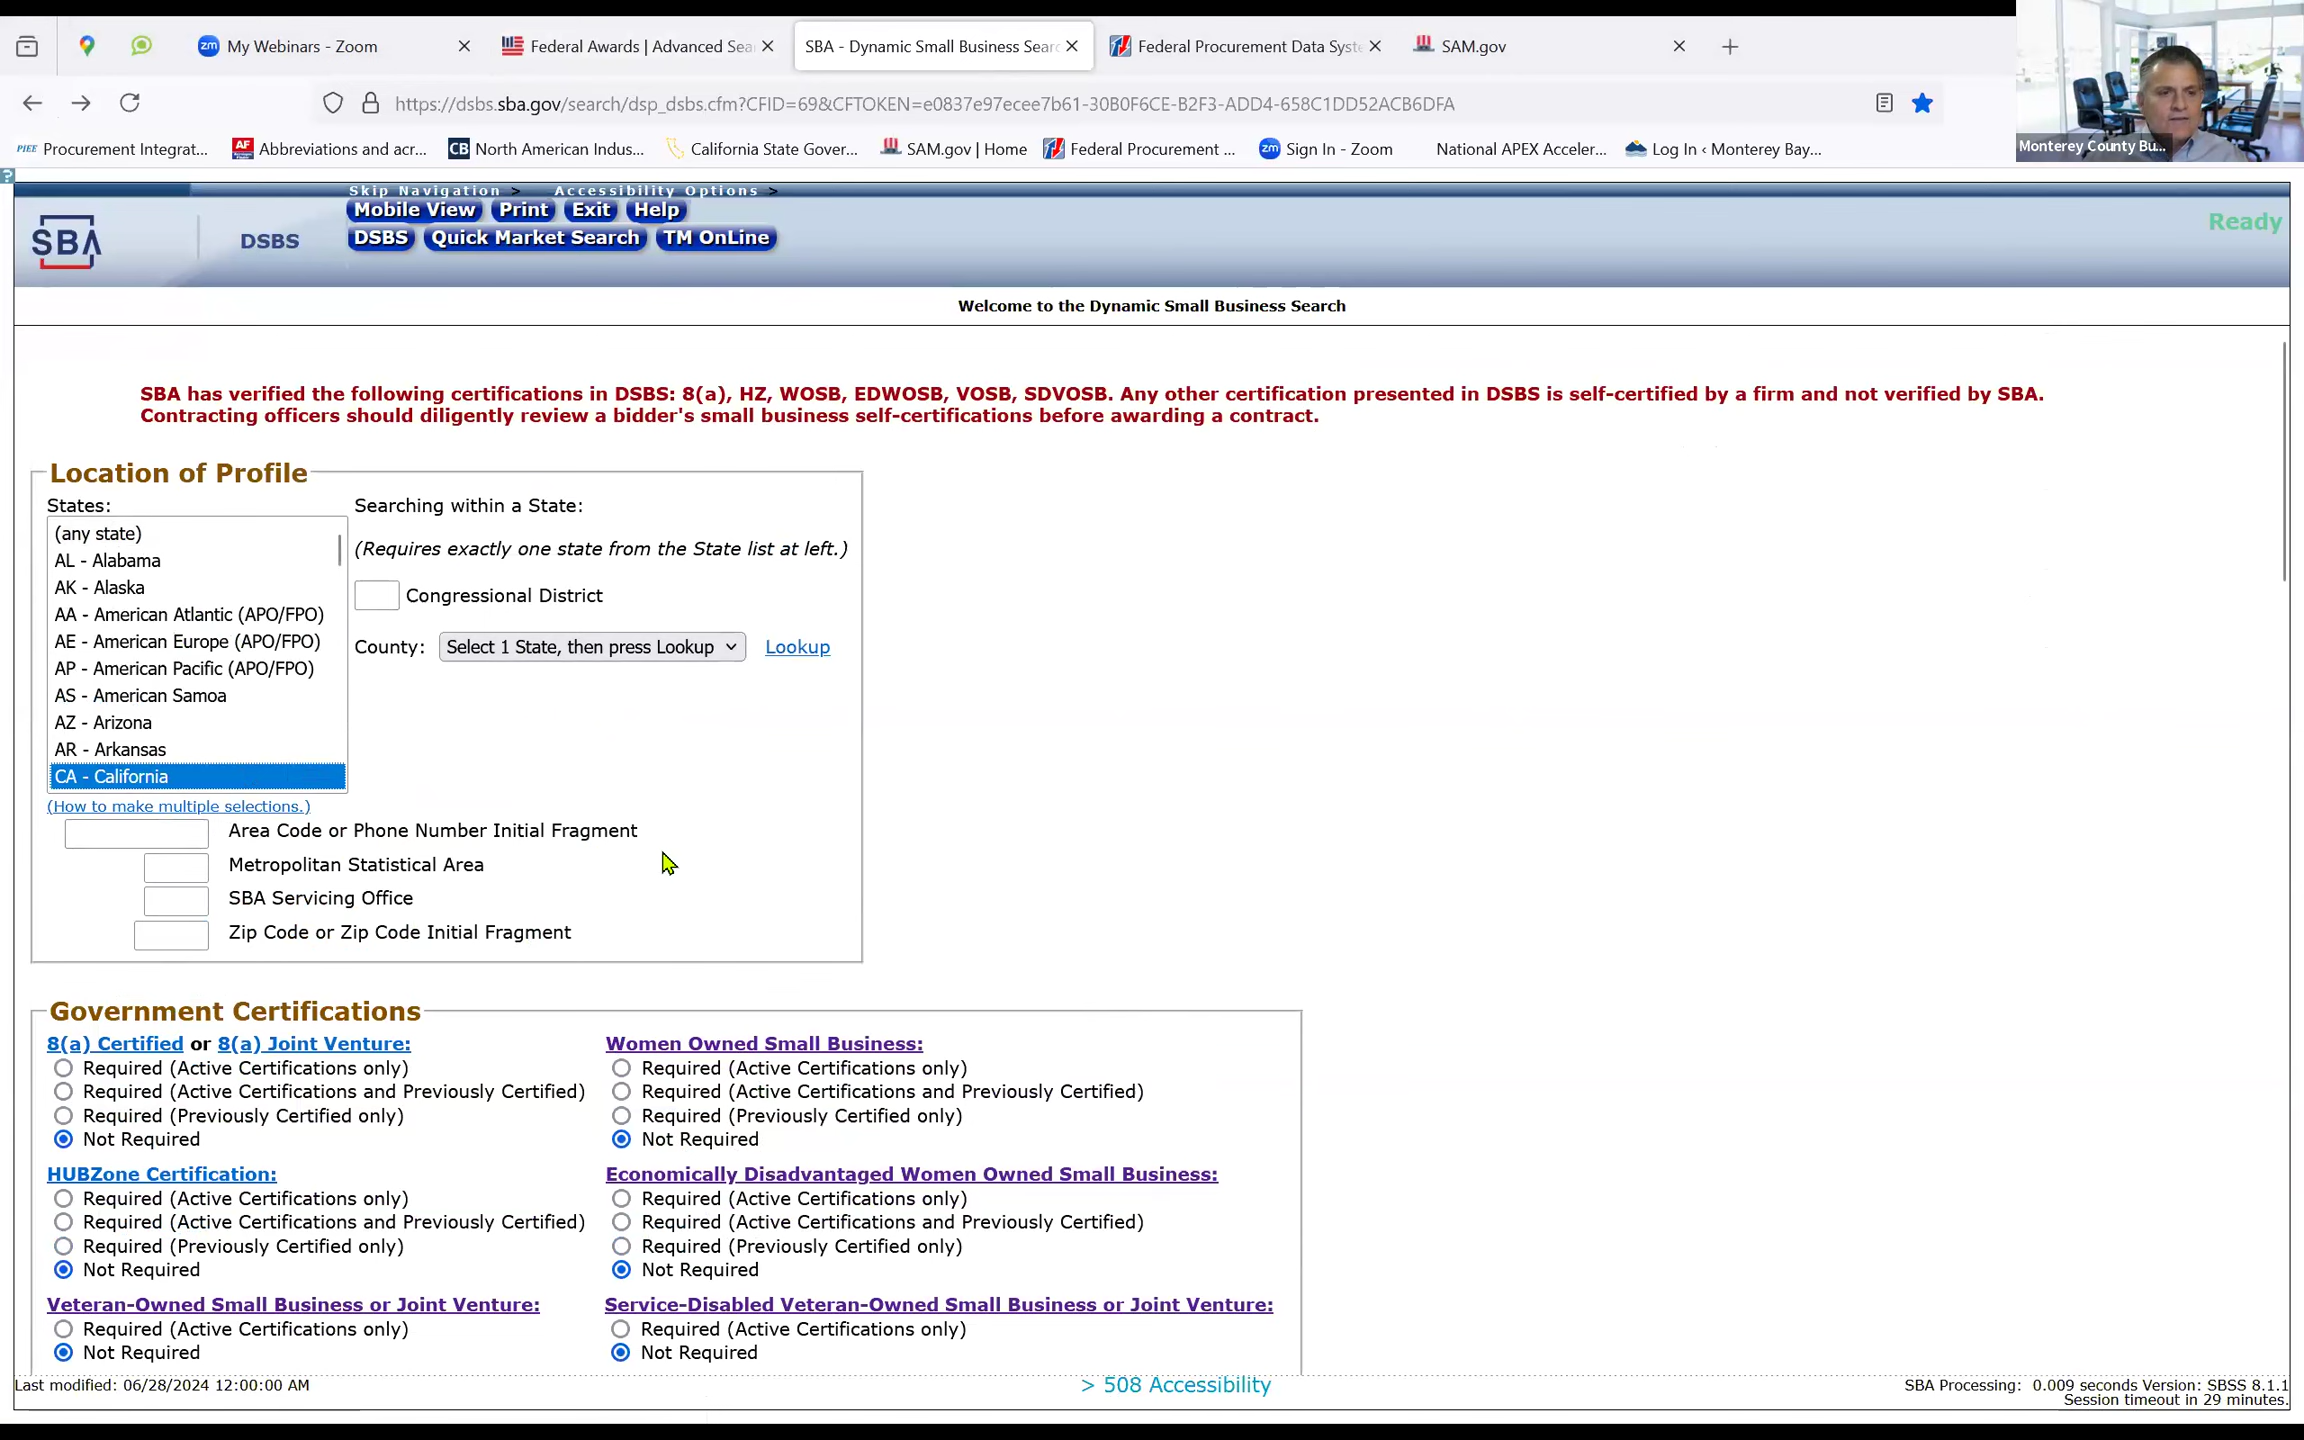 My Webinars - Zoom
Federal Awards | Advanced Sea
SBA - Dynamic Small Business Searc
Federal Procurement Data Syst
SAM.gov
https://dsbs.sba.gov/search/dsp_dsbs.cfm?CFID=69&CFTOKEN=e0837e97ecee7b61-30B0F6CE-B2F3-ADD4-658C1DD52ACB6DFA
PIEE Procurement Integrat...
AF Abbreviations and acr...
CB North American Indus...
California State Gover...
SAM.gov | Home
Federal Procurement ...
zm Sign In - Zoom
National APEX Acceler...
Log In ‹ Monterey Bay...
Monterey County Bu...
Skip Navigation > Accessibility Options >
Mobile View Print Exit Help
SBA DSBS
DSBS Quick Market Search TM OnLine
Ready
Welcome to the Dynamic Small Business Search
SBA has verified the following certifications in DSBS: 8(a), HZ, WOSB, EDWOSB, VOSB, SDVOSB. Any other certification presented in DSBS is self-certified by a firm and not verified by SBA.
Contracting officers should diligently review a bidder's small business self-certifications before awarding a contract.
Location of Profile
States:
(any state)
AL - Alabama
AK - Alaska
AA - American Atlantic (APO/FPO)
AE - American Europe (APO/FPO)
AP - American Pacific (APO/FPO)
AS - American Samoa
AZ - Arizona
AR - Arkansas
CA - California
(How to make multiple selections.)
Searching within a State:
(Requires exactly one state from the State list at left.)
Congressional District
County: Select 1 State, then press Lookup Lookup
Area Code or Phone Number Initial Fragment
Metropolitan Statistical Area
SBA Servicing Office
Zip Code or Zip Code Initial Fragment
Government Certifications
8(a) Certified or 8(a) Joint Venture:
Required (Active Certifications only)
Required (Active Certifications and Previously Certified)
Required (Previously Certified only)
Not Required
Women Owned Small Business:
Required (Active Certifications only)
Required (Active Certifications and Previously Certified)
Required (Previously Certified only)
Not Required
HUBZone Certification:
Required (Active Certifications only)
Required (Active Certifications and Previously Certified)
Required (Previously Certified only)
Not Required
Economically Disadvantaged Women Owned Small Business:
Required (Active Certifications only)
Required (Active Certifications and Previously Certified)
Required (Previously Certified only)
Not Required
Veteran-Owned Small Business or Joint Venture:
Required (Active Certifications only)
Not Required
Service-Disabled Veteran-Owned Small Business or Joint Venture:
Required (Active Certifications only)
Not Required
Last modified: 06/28/2024 12:00:00 AM
> 508 Accessibility
SBA Processing: 0.009 seconds Version: SBSS 8.1.1
Session timeout in 29 minutes.